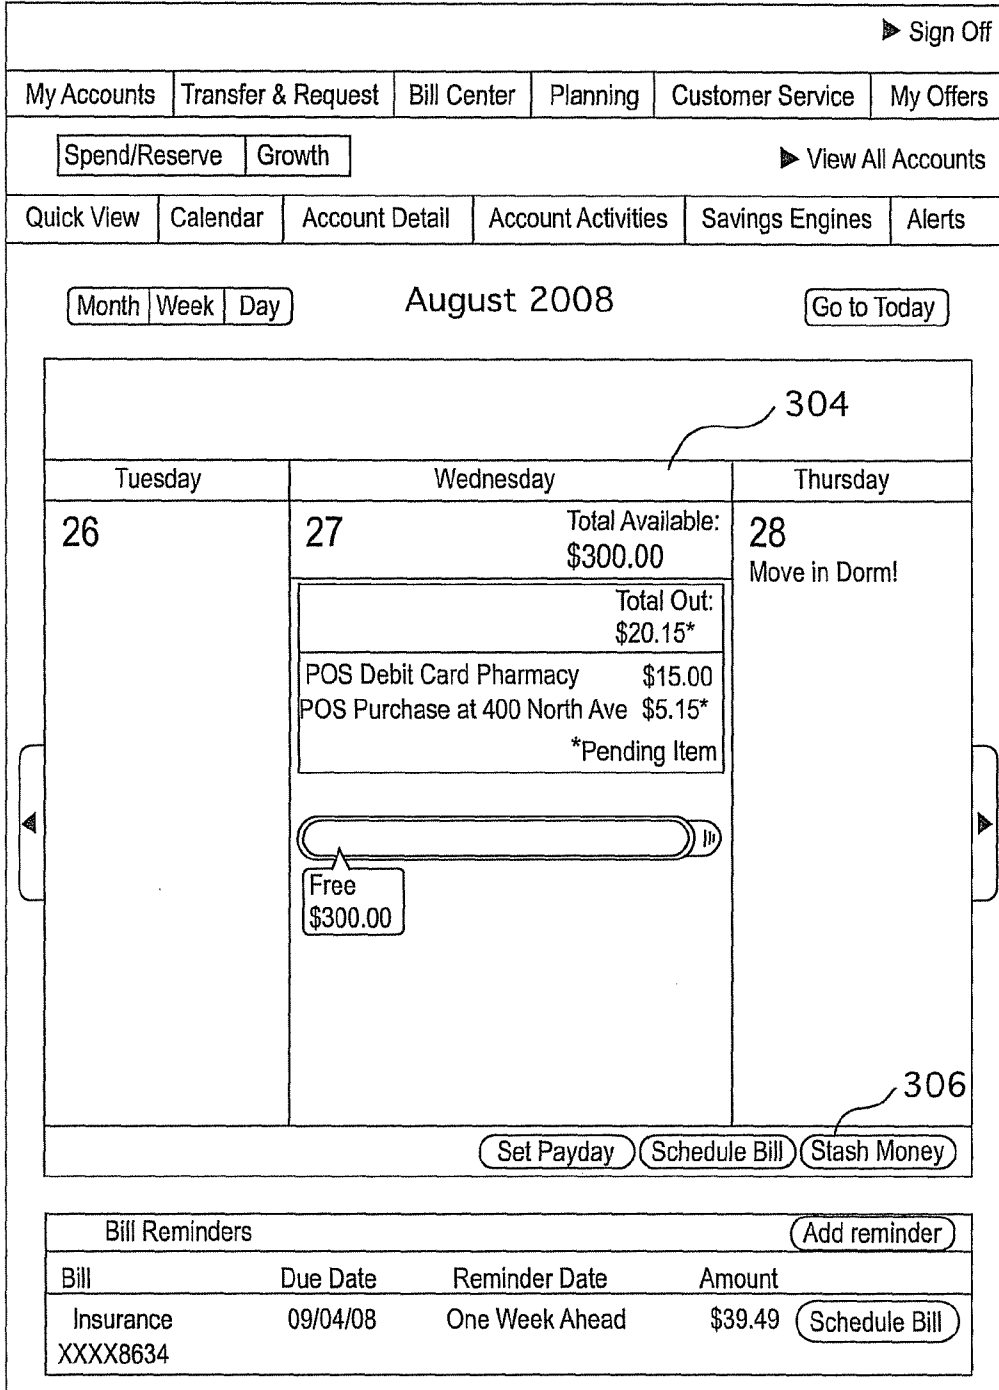 Sign Off
My Accounts Transfer & Request Bill Center Planning Customer Service My Offers
Spend/Reserve Growth View All Accounts
Quick View Calendar Account Detail Account Activities Savings Engines Alerts
Month Week Day August 2008 Go to Today
304
Tuesday Wednesday Thursday
26 27 Total Available: 28
$300.00 Move in Dorm!
Total Out:
$20.15*
POS Debit Card Pharmacy $15.00
POS Purchase at 400 North Ave $5.15*
*Pending Item
Free
$300.00
306
Set Payday Schedule Bill Stash Money
Bill Reminders Add reminder
Bill Due Date Reminder Date Amount
Insurance 09/04/08 One Week Ahead $39.49 Schedule Bill
XXXX8634